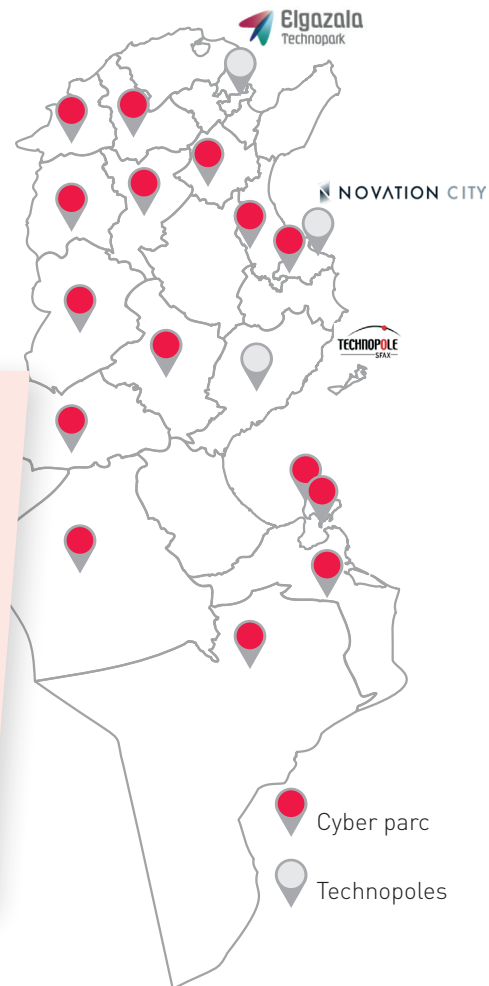 Elgazala
Technopark
NOVATION CITY
TECHNOPOLE
SFAX
Cyber parc
Technopoles